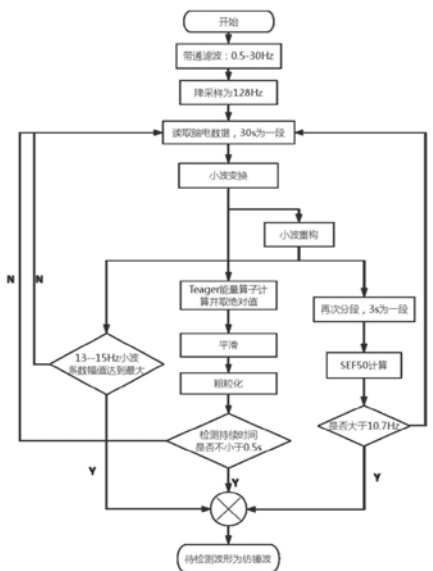 开始
带通滤波：0.5-30Hz
降采样为128Hz
读取脑电数据，30s为一段
小波变换
小波重构
N
N
Teager能量算子计
算并取绝对值
再次分段，3s为一段
13--15Hz小波
系数幅值达到最大
平滑
SEF50计算
粗粒化
是否大于10.7Hz
检测持续时间
是否不小于0.5s
Y
Y
Y
待检测波形为纺锤波